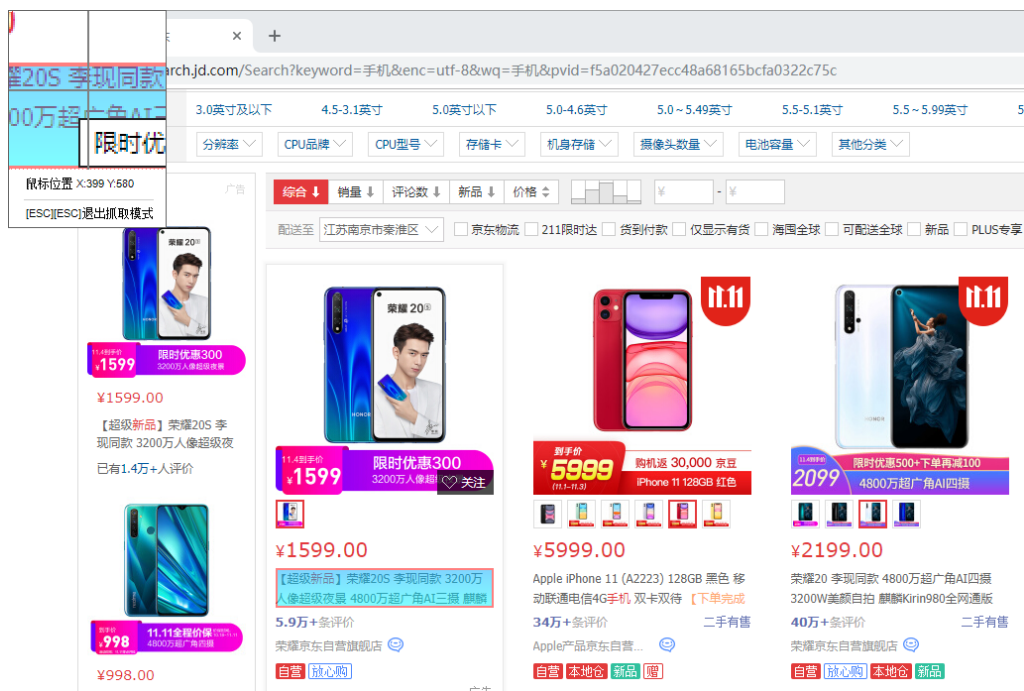 耀20S 李现同款
00万超广角AI三
限时优
鼠标位置 X:399 Y:580
[ESC][ESC]退出抓取模式
arch.jd.com/Search?keyword=手机&enc=utf-8&wq=手机&pvid=f5a020427ecc48a68165bcfa0322c75c
3.0英寸及以下 4.5-3.1英寸 5.0英寸以下 5.0-4.6英寸 5.0~5.49英寸 5.5-5.1英寸 5.5~5.99英寸 5
分辨率 CPU品牌 CPU型号 存储卡 机身存储 摄像头数量 电池容量 其他分类
广告
综合 销量 评论数 新品 价格 ¥ - ¥
配送至 江苏南京市秦淮区 京东物流 211限时达 货到付款 仅显示有货 海囤全球 可配送全球 新品 PLUS专享
荣耀 20S
HONOR
11.4到手价
¥1599
限时优惠300
3200万人像超级夜景
¥1599.00
【超级新品】荣耀20S 李
现同款 3200万人像超级夜
已有1.4万+人评价
到手价
¥998
11.11全程价保
4800万超广角四摄
¥998.00
荣耀 20S
HONOR
11.4到手价
¥1599
限时优惠300
3200万人像超级
关注
¥1599.00
【超级新品】荣耀20S 李现同款 3200万
人像超级夜景 4800万超广角AI三摄 麒麟
5.9万+条评价
荣耀京东自营旗舰店
自营 放心购
广告
11.11
到手价
¥5999
(11.1-11.3)
购机返 30,000 京豆
iPhone 11 128GB 红色
¥5999.00
Apple iPhone 11 (A2223) 128GB 黑色 移
动联通电信4G手机 双卡双待 【下单完成
34万+条评价 二手有售
Apple产品京东自营...
自营 本地仓 新品 赠
11.11
HONOR
11.4到手价
2099
限时优惠500+下单再减100
4800万超广角AI四摄
¥2199.00
荣耀20 李现同款 4800万超广角AI四摄
3200W美颜自拍 麒麟Kirin980全网通版
40万+条评价 二手有售
荣耀京东自营旗舰店
自营 放心购 本地仓 新品